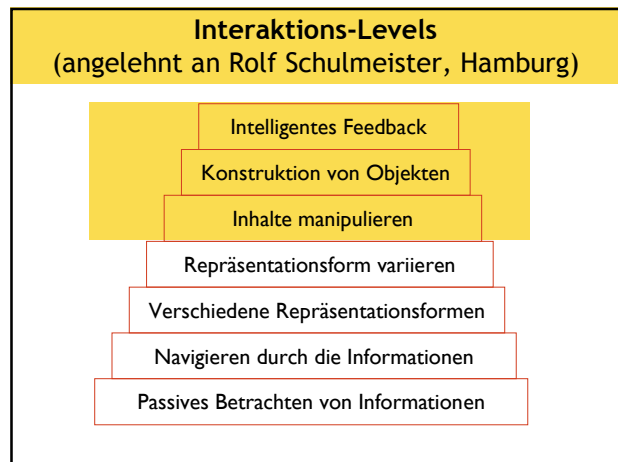 Interaktions-Levels
(angelehnt an Rolf Schulmeister, Hamburg)
Intelligentes Feedback
Konstruktion von Objekten
Inhalte manipulieren
Repräsentationsform variieren
Verschiedene Repräsentationsformen
Navigieren durch die Informationen
Passives Betrachten von Informationen